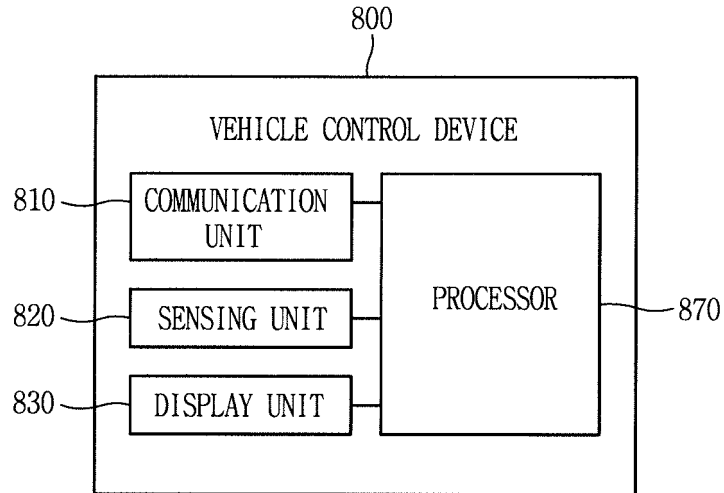 800
VEHICLE CONTROL DEVICE
810
COMMUNICATION
UNIT
PROCESSOR
870
820
SENSING UNIT
830
DISPLAY UNIT